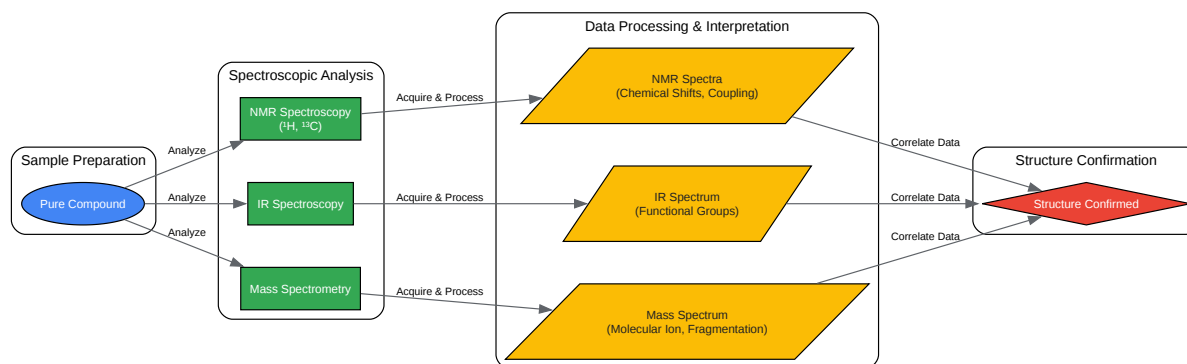 Data Processing & Interpretation
Spectroscopic Analysis
NMR Spectra
(Chemical Shifts, Coupling)
Acquire & Process
NMR Spectroscopy
(¹H, ¹³C)
Correlate Data
Analyze
Sample Preparation
Structure Confirmation
Pure Compound
Analyze
IR Spectroscopy
Acquire & Process
IR Spectrum
(Functional Groups)
Correlate Data
Structure Confirmed
Analyze
Correlate Data
Mass Spectrometry
Acquire & Process
Mass Spectrum
(Molecular Ion, Fragmentation)